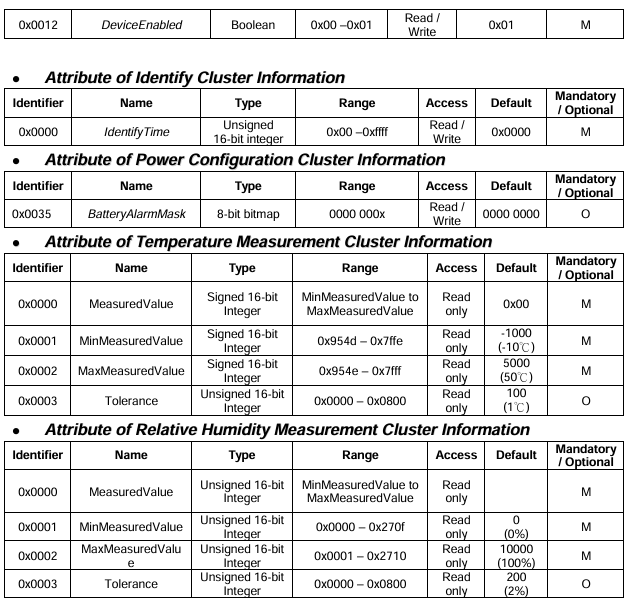 0x0012 DeviceEnabled Boolean 0x00 –0x01 Read / Write 0x01 M
• Attribute of Identify Cluster Information
Identifier Name Type Range Access Default Mandatory / Optional
0x0000 IdentifyTime Unsigned 16-bit integer 0x00 –0xffff Read / Write 0x0000 M
• Attribute of Power Configuration Cluster Information
Identifier Name Type Range Access Default Mandatory / Optional
0x0035 BatteryAlarmMask 8-bit bitmap 0000 000x Read / Write 0000 0000 O
• Attribute of Temperature Measurement Cluster Information
Identifier Name Type Range Access Default Mandatory / Optional
0x0000 MeasuredValue Signed 16-bit Integer MinMeasuredValue to MaxMeasuredValue Read only 0x00 M
0x0001 MinMeasuredValue Signed 16-bit Integer 0x954d – 0x7ffe Read only -1000 (-10℃) M
0x0002 MaxMeasuredValue Signed 16-bit Integer 0x954e – 0x7fff Read only 5000 (50℃) M
0x0003 Tolerance Unsigned 16-bit Integer 0x0000 – 0x0800 Read only 100 (1℃) O
• Attribute of Relative Humidity Measurement Cluster Information
Identifier Name Type Range Access Default Mandatory / Optional
0x0000 MeasuredValue Unsigned 16-bit Integer MinMeasuredValue to MaxMeasuredValue Read only M
0x0001 MinMeasuredValue Unsigned 16-bit Integer 0x0000 – 0x270f Read only 0 (0%) M
0x0002 MaxMeasuredValu e Unsigned 16-bit Integer 0x0001 – 0x2710 Read only 10000 (100%) M
0x0003 Tolerance Unsigned 16-bit Integer 0x0000 – 0x0800 Read only 200 (2%) O